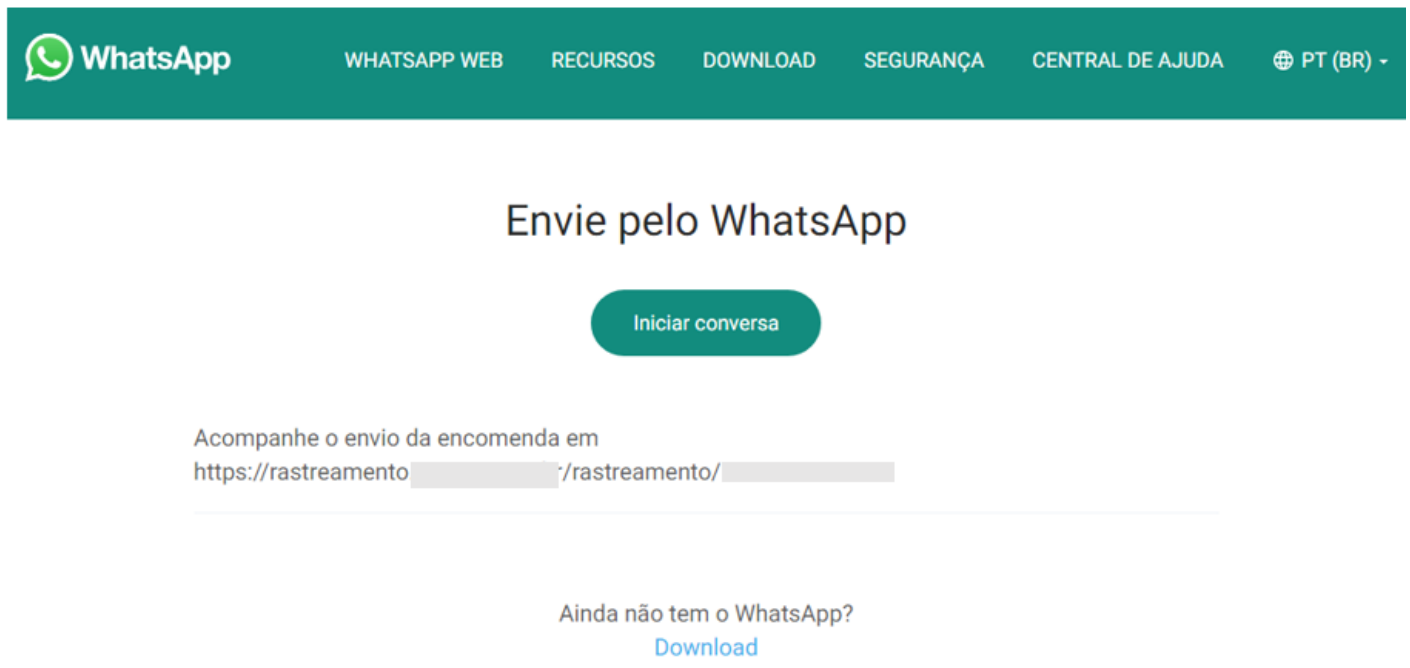 WhatsApp WHATSAPP WEB RECURSOS DOWNLOAD SEGURANÇA CENTRAL DE AJUDA PT (BR)
Envie pelo WhatsApp
Iniciar conversa
Acompanhe o envio da encomenda em
https://rastreamento r/rastreamento/
Ainda não tem o WhatsApp?
Download